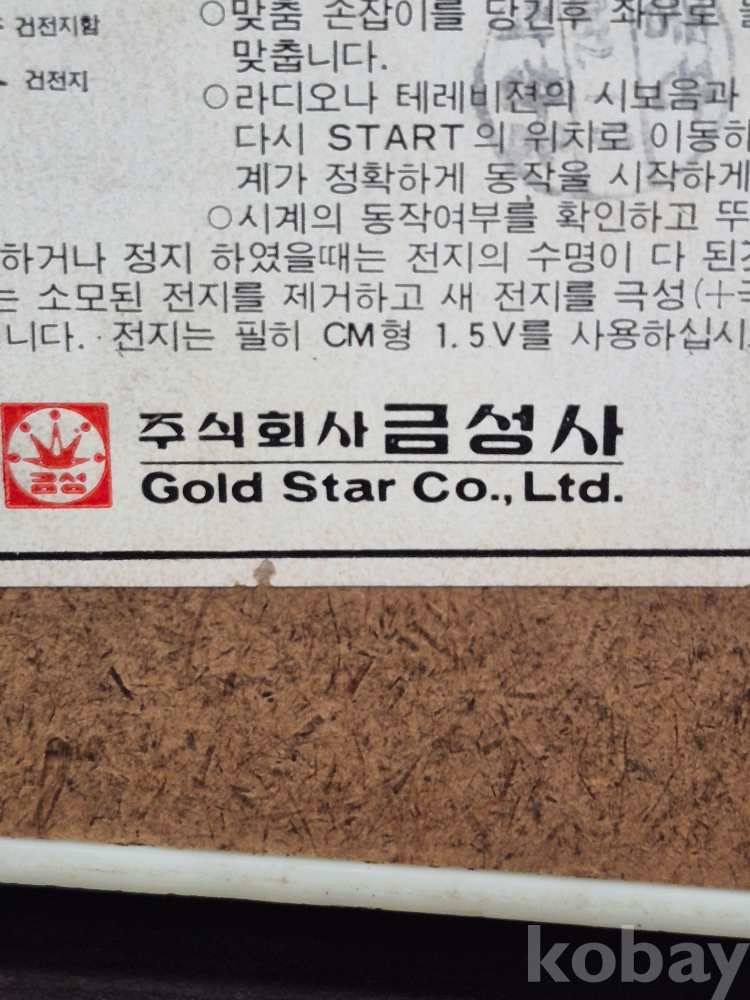 건전지함
○맞춤 손잡이를 당긴후 좌우로
맞춥니다.
건전지
○라디오나 테레비젼의 시보음과
다시 START의 위치로 이동하
계가 정확하게 동작을 시작하게
○시계의 동작여부를 확인하고 뚜
하거나 정지 하였을때는 전지의 수명이 다 된
는 소모된 전지를 제거하고 새 전지를 극성(+극
니다. 전지는 필히 CM형 1.5V를 사용하십시
금성
주식회사 금성사
Gold Star Co., Ltd.
kobay